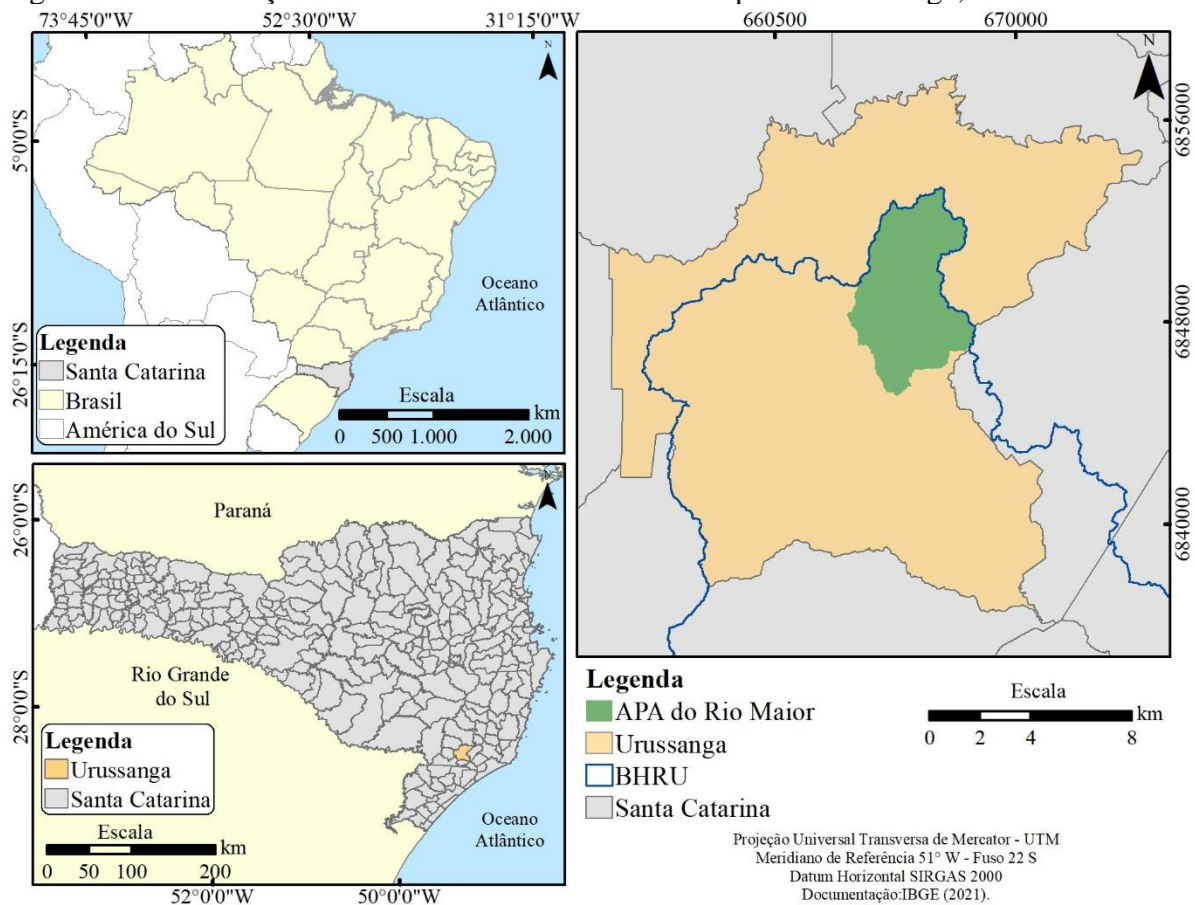 73°45'0"W 52°30'0"W 31°15'0"W
5°0'0"S
26°15'0"S
N
Oceano
Atlântico
Legenda
Santa Catarina
Brasil
América do Sul
Escala
km
0 500 1.000 2.000
26°0'0"S
28°0'0"S
Paraná
Rio Grande
do Sul
Legenda
Urussanga
Santa Catarina
Escala
km
0 50 100 200
Oceano
Atlântico
52°0'0"W 50°0'0"W
660500 670000
N
6856000
6848000
6840000
Legenda
APA do Rio Maior
Urussanga
BHRU
Santa Catarina
Escala
km
0 2 4 8
Projeção Universal Transversa de Mercator - UTM
Meridiano de Referência 51° W - Fuso 22 S
Datum Horizontal SIRGAS 2000
Documentação:IBGE (2021).